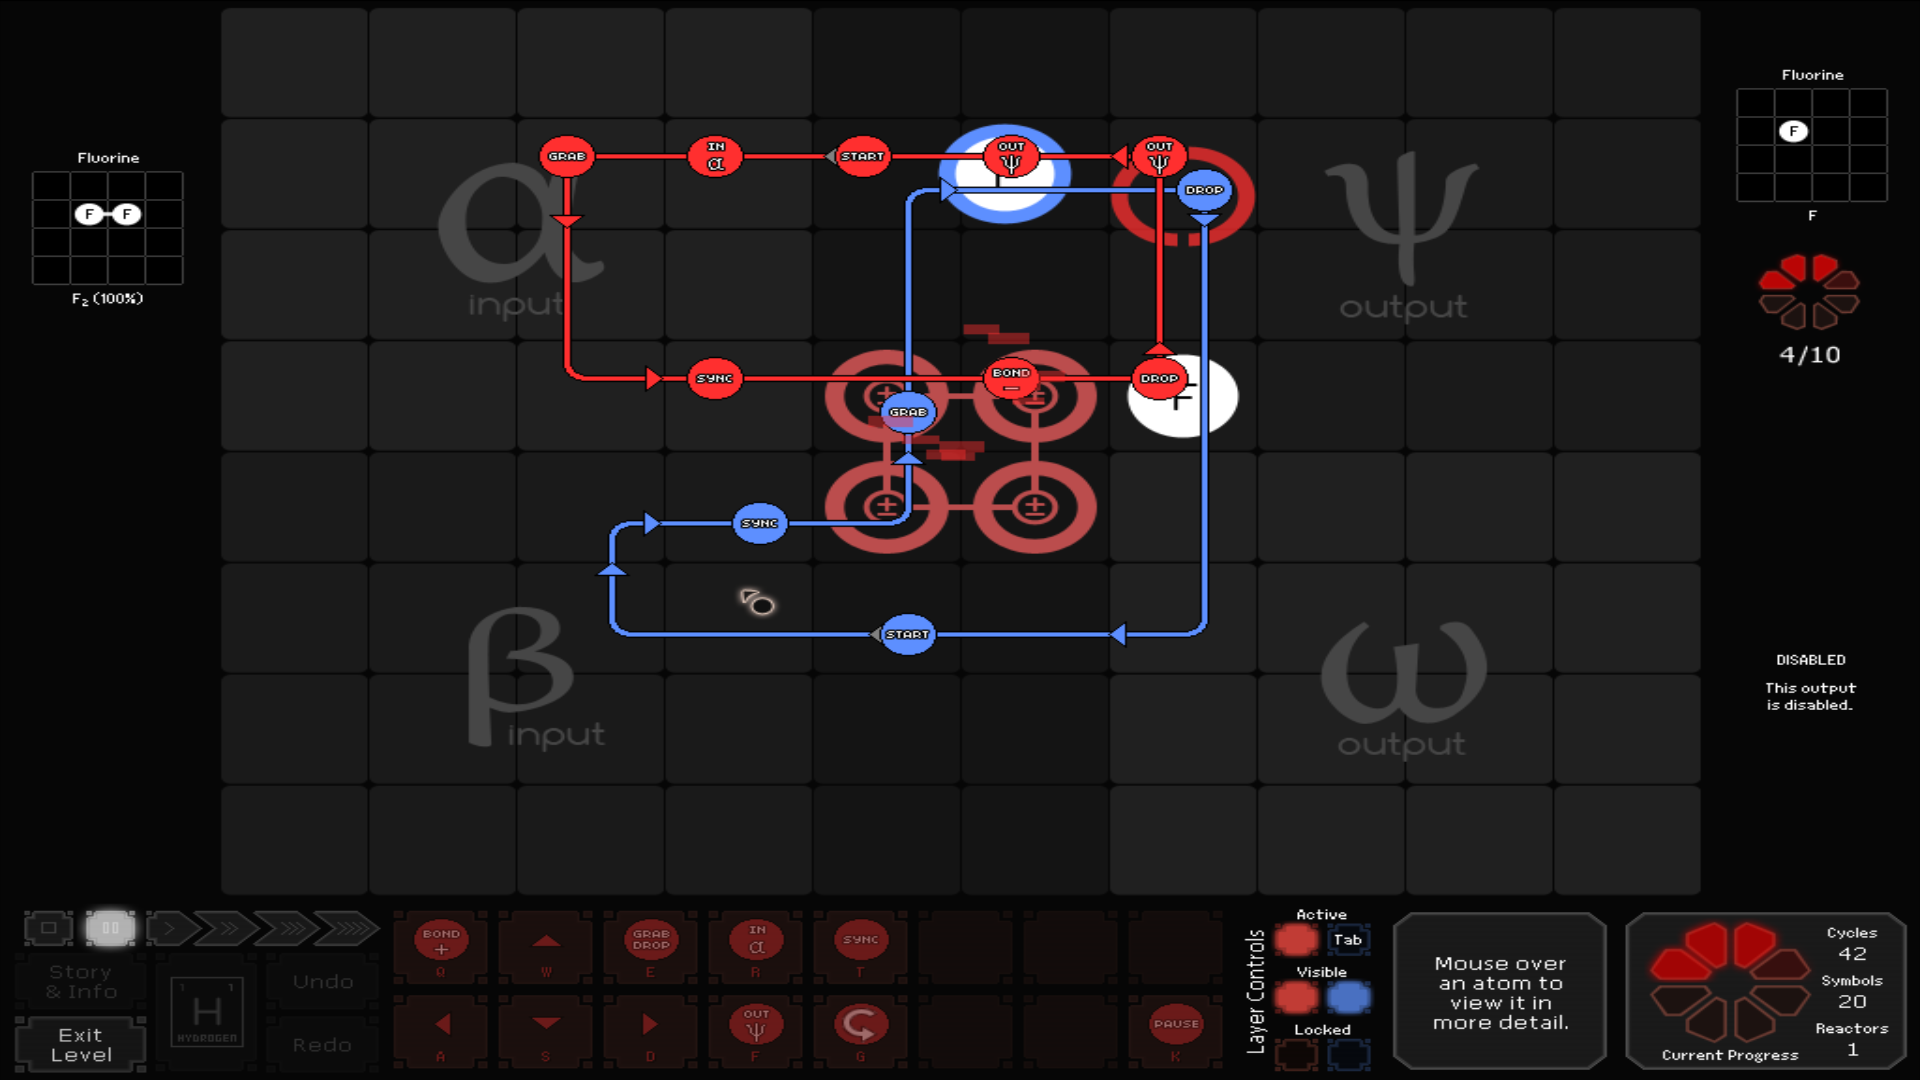 Fluorine
F F
F₂ (100%)
α
input
β
input
GRAB
IN
α
START
OUT
ψ
OUT
ψ
DROP
SYNC
BOND
−
DROP
GRAB
±
±
±
±
F
SYNC
START
ψ
output
ω
output
Fluorine
F
F
4/10
DISABLED
This output
is disabled.
Story
& Info
Exit
Level
1 1
H
HYDROGEN
Undo
Redo
BOND
+
Q
W
GRAB
DROP
E
IN
α
R
SYNC
T
A
S
D
OUT
ψ
F
G
PAUSE
K
Layer Controls
Active
Tab
Visible
Locked
Mouse over
an atom to
view it in
more detail.
Cycles
42
Symbols
20
Reactors
1
Current Progress